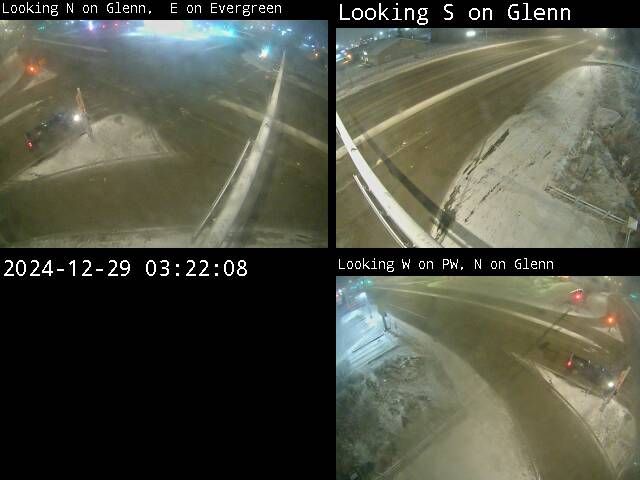 Looking N on Glenn, E on Evergreen
Looking S on Glenn
2024-12-29 03:22:08
Looking W on PW, N on Glenn